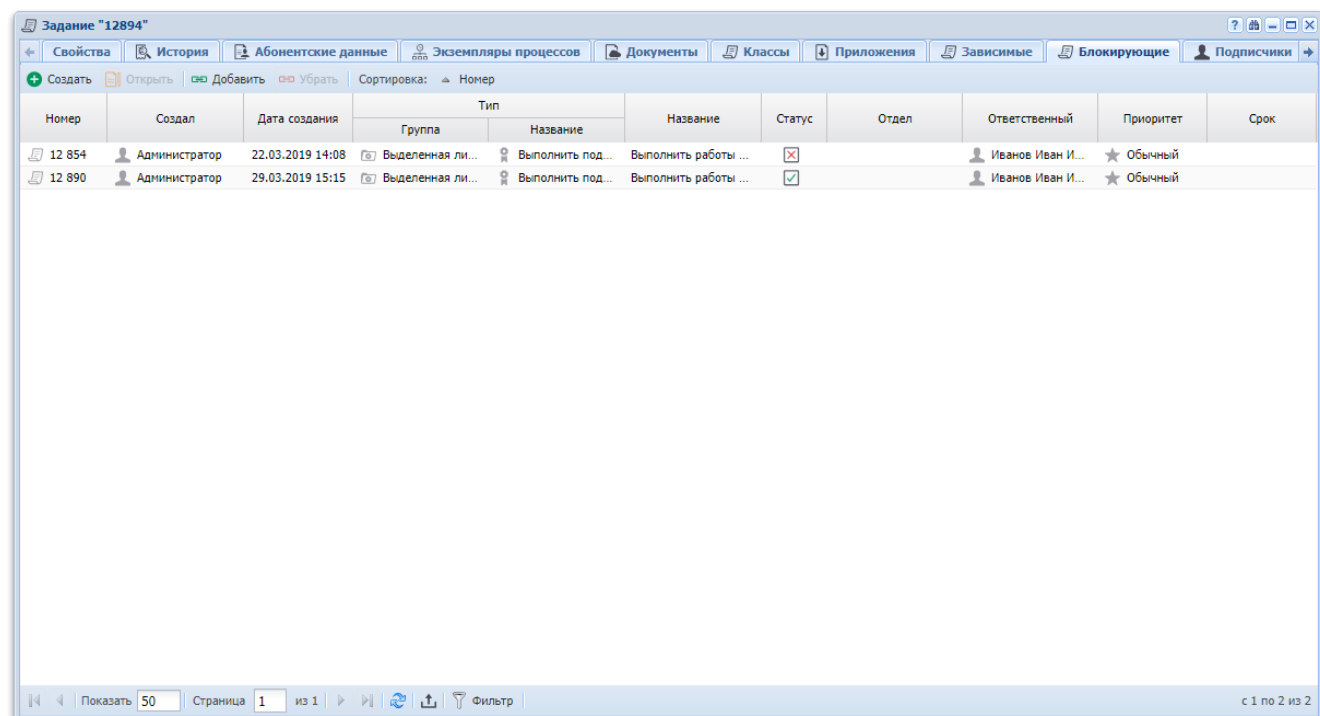 Задание "12894"
Свойства История Абонентские данные Экземпляры процессов Документы Классы Приложения Зависимые Блокирующие Подписчики
Создать Открыть Добавить Убрать Сортировка: Номер
Номер Создал Дата создания Тип Название Статус Отдел Ответственный Приоритет Срок
Группа Название
12 854 Администратор 22.03.2019 14:08 Выделенная ли... Выполнить под... Выполнить работы ... Иванов Иван И... Обычный
12 890 Администратор 29.03.2019 15:15 Выделенная ли... Выполнить под... Выполнить работы ... Иванов Иван И... Обычный
Показать 50 Страница 1 из 1 Фильтр с 1 по 2 из 2